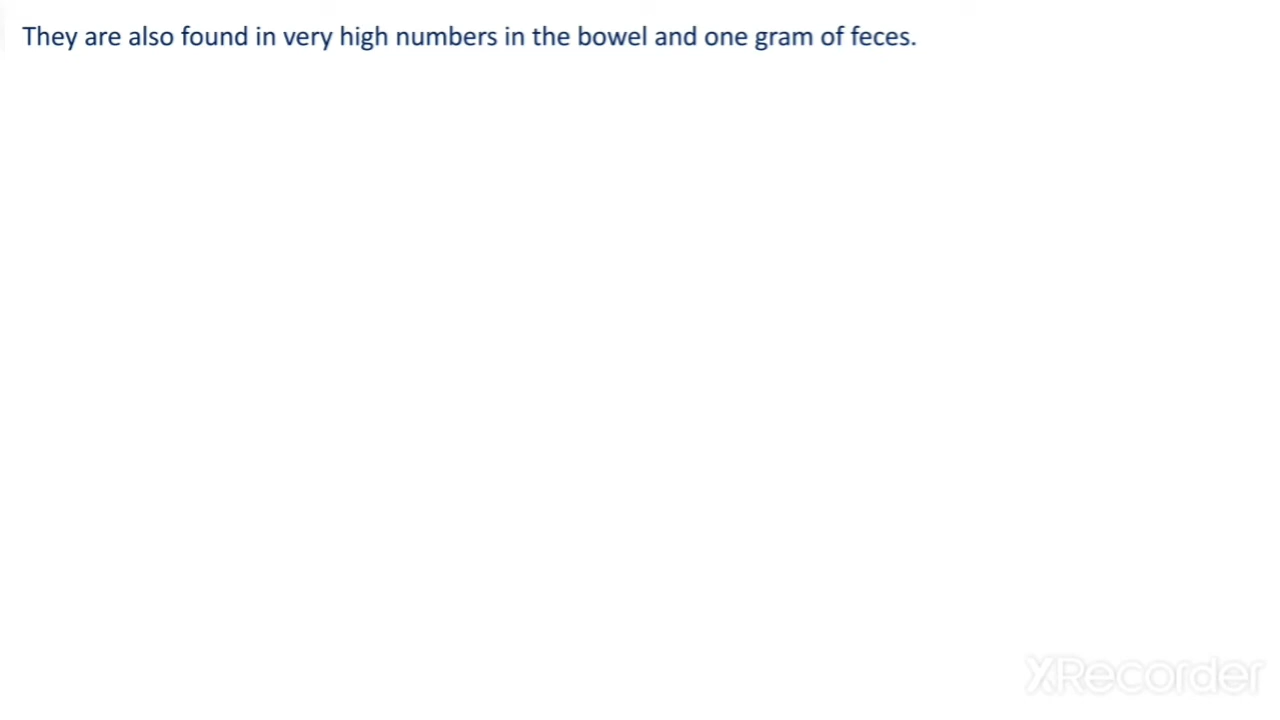 They are also found in very high numbers in the bowel and one gram of feces.
XRecorder